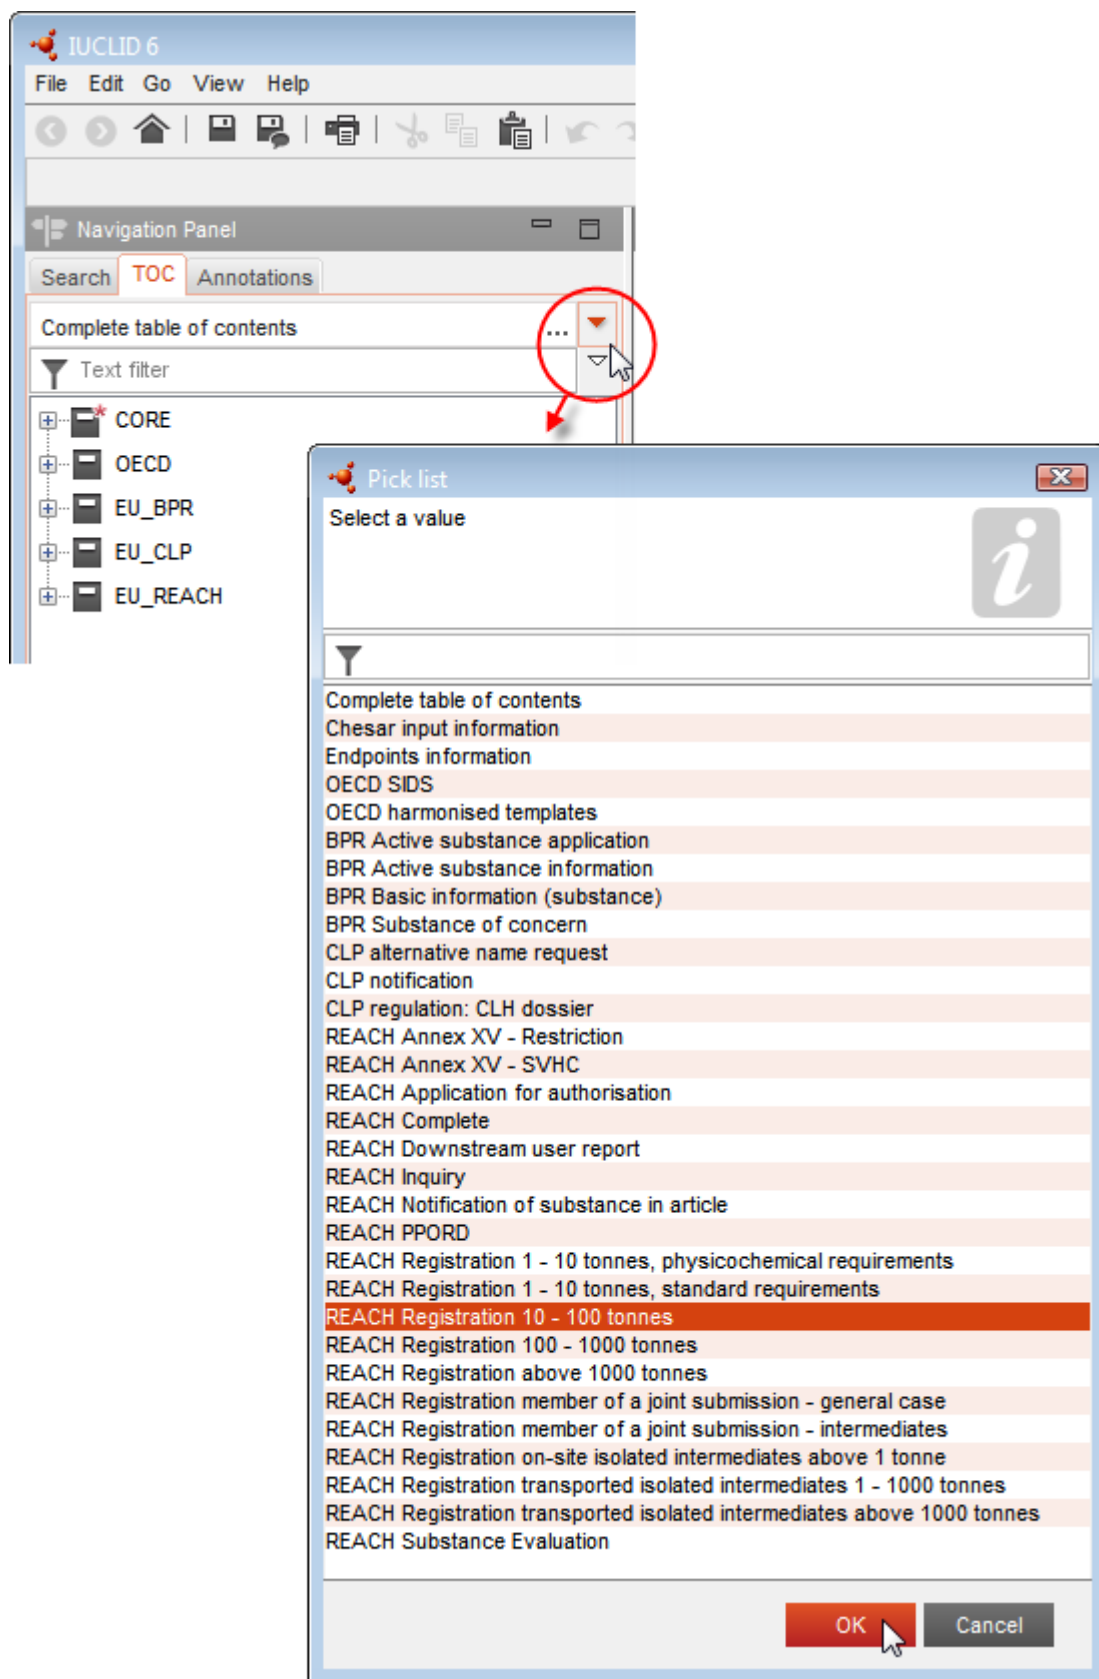 IUCLID 6
File Edit Go View Help
Navigation Panel
Search TOC Annotations
Complete table of contents ...
Text filter
CORE
OECD
EU_BPR
EU_CLP
EU_REACH
Pick list
Select a value
Complete table of contents
Chesar input information
Endpoints information
OECD SIDS
OECD harmonised templates
BPR Active substance application
BPR Active substance information
BPR Basic information (substance)
BPR Substance of concern
CLP alternative name request
CLP notification
CLP regulation: CLH dossier
REACH Annex XV - Restriction
REACH Annex XV - SVHC
REACH Application for authorisation
REACH Complete
REACH Downstream user report
REACH Inquiry
REACH Notification of substance in article
REACH PPORD
REACH Registration 1 - 10 tonnes, physicochemical requirements
REACH Registration 1 - 10 tonnes, standard requirements
REACH Registration 10 - 100 tonnes
REACH Registration 100 - 1000 tonnes
REACH Registration above 1000 tonnes
REACH Registration member of a joint submission - general case
REACH Registration member of a joint submission - intermediates
REACH Registration on-site isolated intermediates above 1 tonne
REACH Registration transported isolated intermediates 1 - 1000 tonnes
REACH Registration transported isolated intermediates above 1000 tonnes
REACH Substance Evaluation
OK Cancel